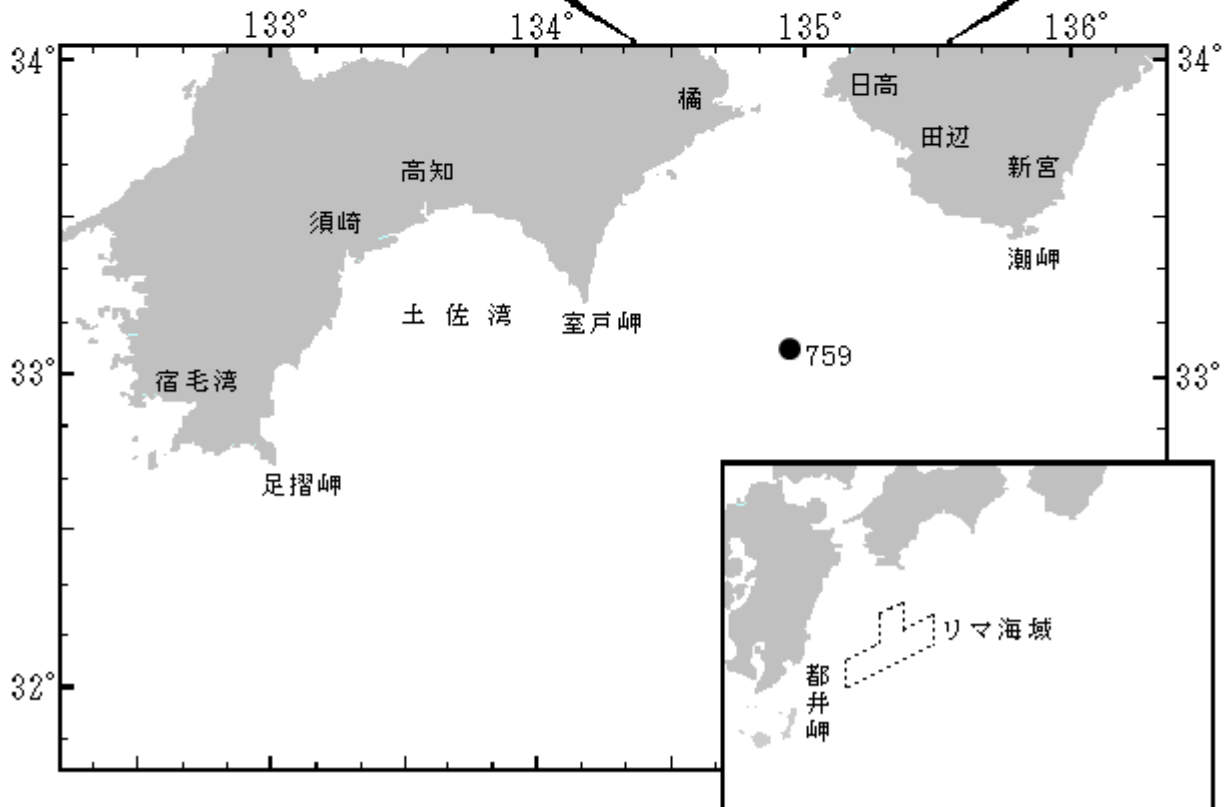 133° 134° 135° 136°
34° 34°
橘 日高
田辺
高知 新宮
須崎
潮岬
土佐湾 室戸岬
759
33° 33°
宿毛湾
足摺岬
リマ海域
都井岬
32°